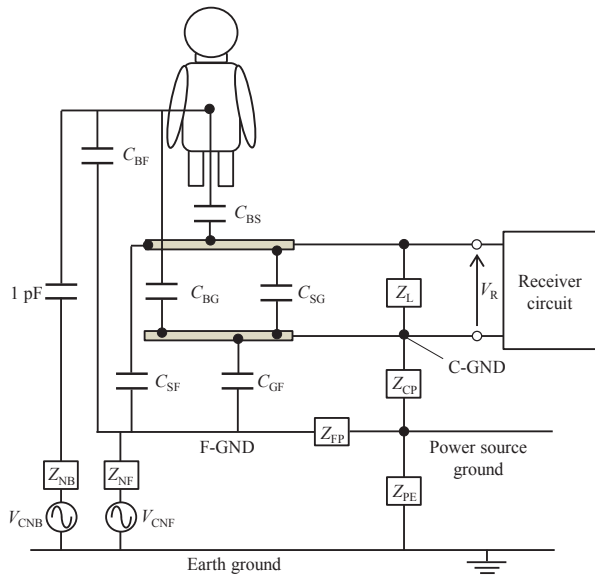 C_BF
C_BS
1 pF
C_BG
C_SG
Z_L
V_R
Receiver
circuit
C-GND
C_SF
C_GF
Z_CP
F-GND
Z_FP
Power source
ground
Z_NB
Z_NF
Z_PE
V_CNB
V_CNF
Earth ground